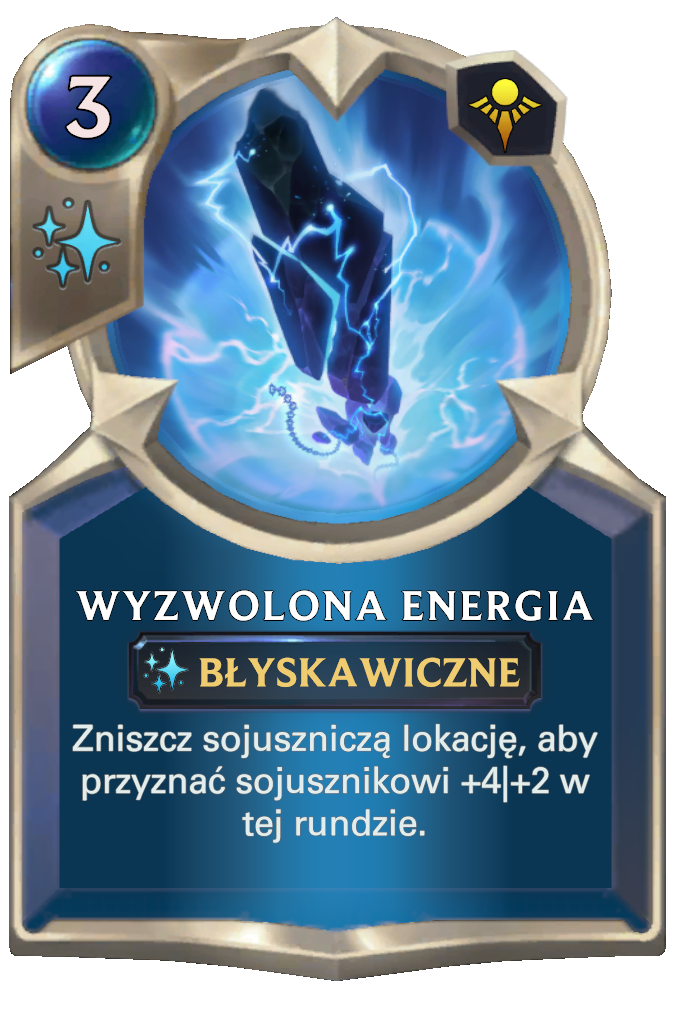 3
WYZWOLONA ENERGIA
BŁYSKAWICZNE
Zniszcz sojuszniczą lokację, aby
przyznać sojusznikowi +4|+2 w
tej rundzie.